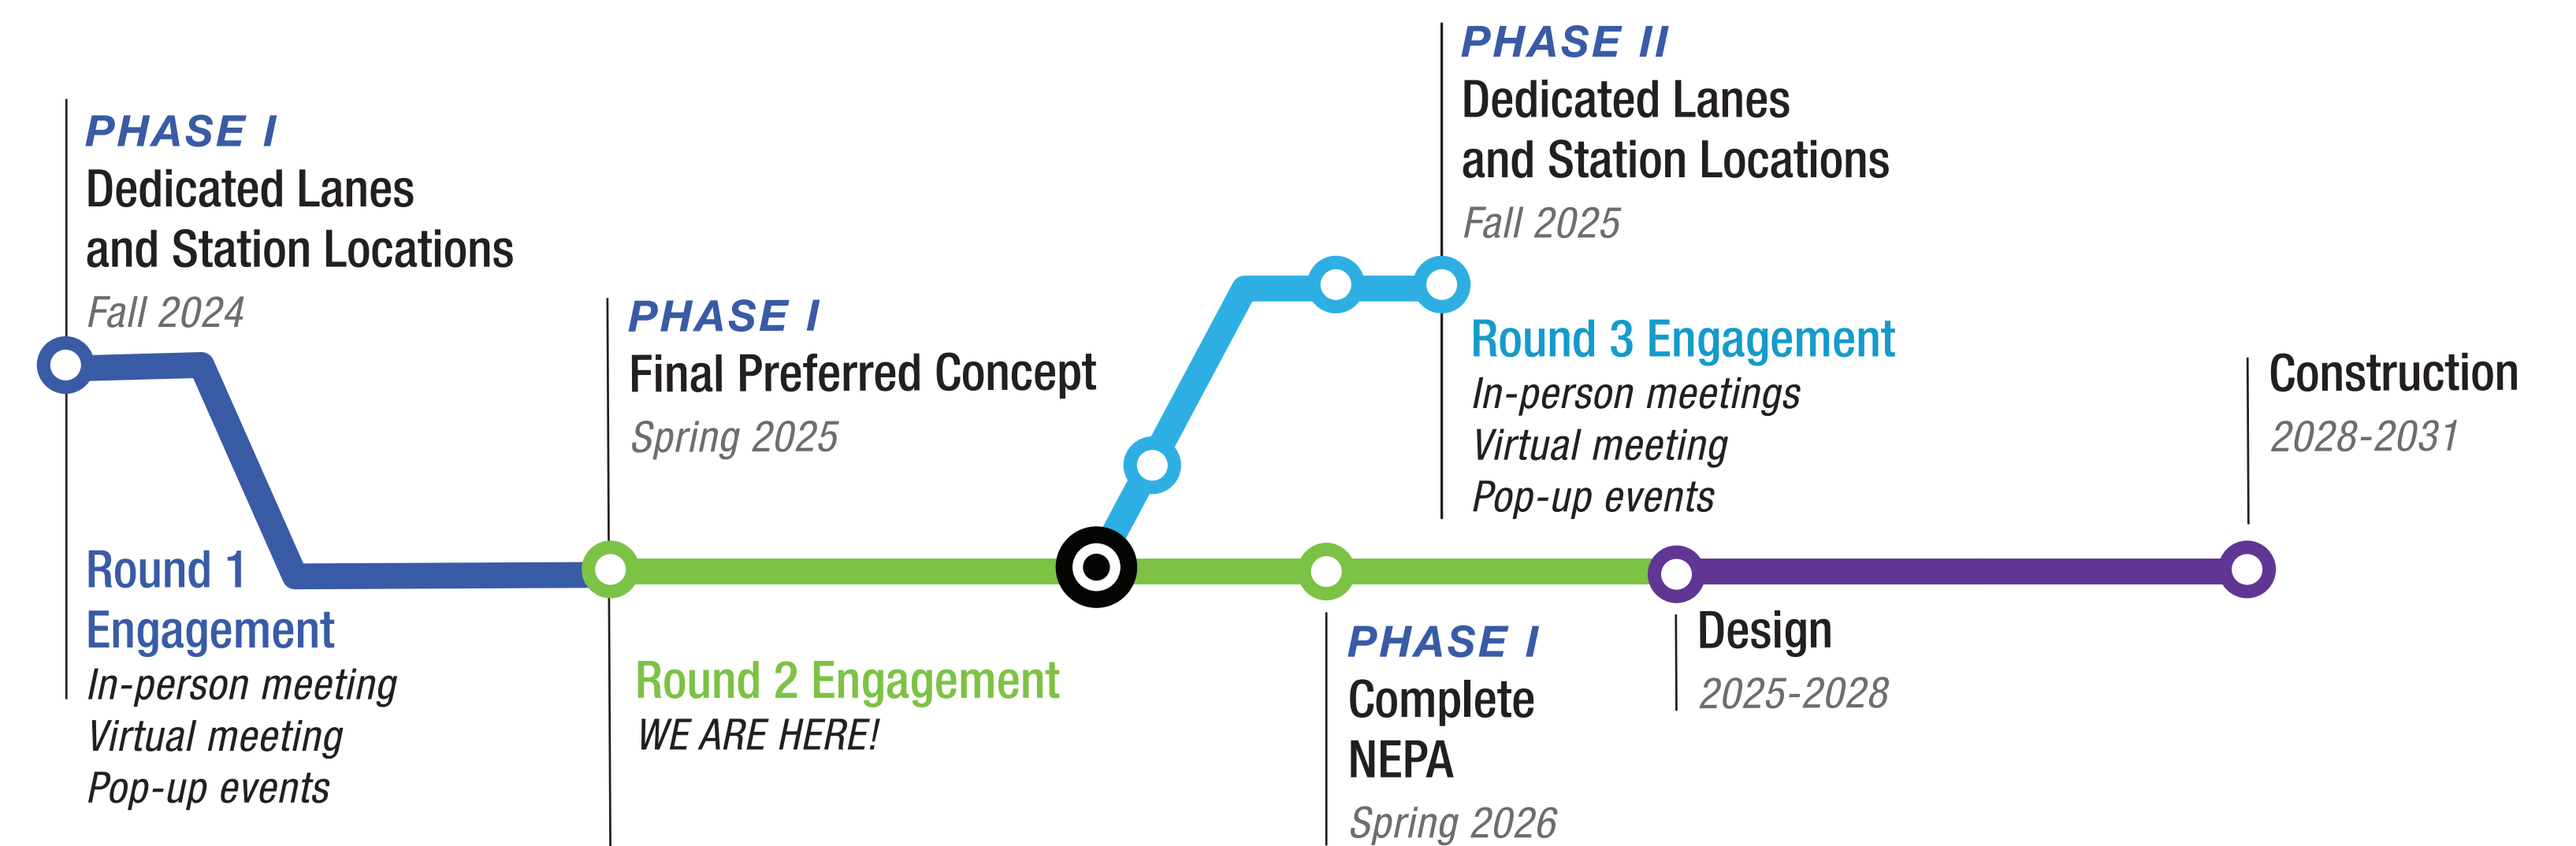 PHASE I
Dedicated Lanes
and Station Locations
Fall 2024
Round 1
Engagement
In-person meeting
Virtual meeting
Pop-up events
PHASE I
Final Preferred Concept
Spring 2025
Round 2 Engagement
WE ARE HERE!
PHASE II
Dedicated Lanes
and Station Locations
Fall 2025
Round 3 Engagement
In-person meetings
Virtual meeting
Pop-up events
PHASE I
Complete
NEPA
Spring 2026
Design
2025-2028
Construction
2028-2031